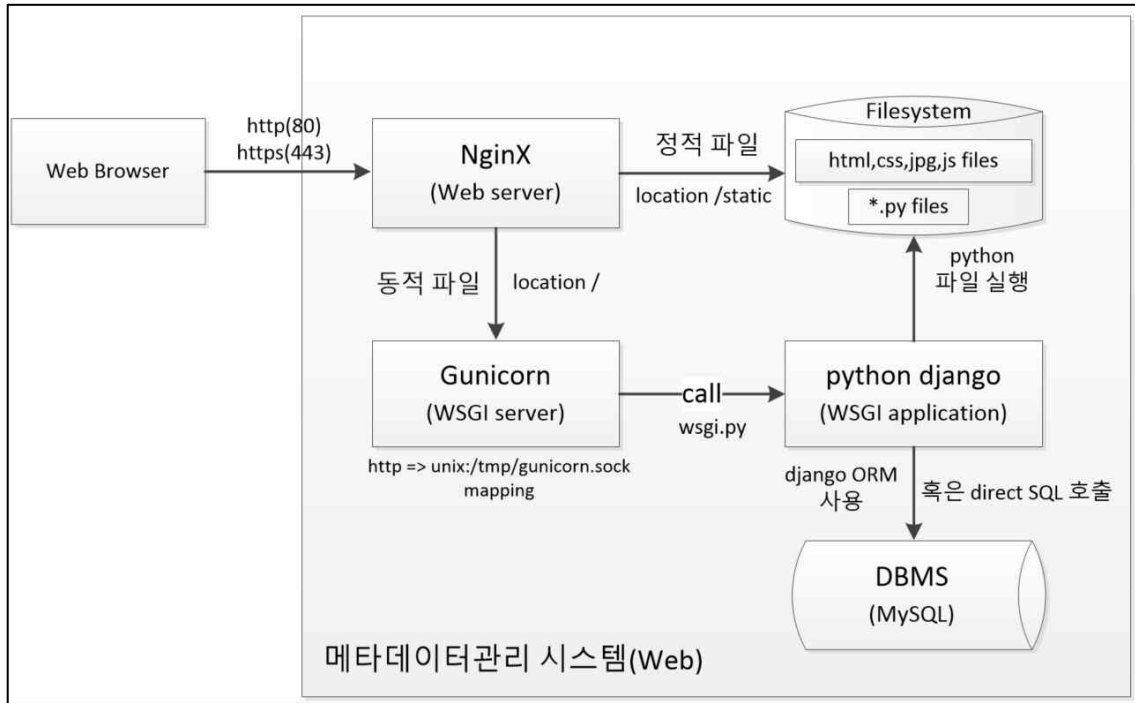 Web Browser
http(80)
https(443)
NginX
(Web server)
정적 파일
location /static
Filesystem
html,css,jpg,js files
*.py files
동적 파일
location /
python
파일 실행
Gunicorn
(WSGI server)
call
wsgi.py
python django
(WSGI application)
http => unix:/tmp/gunicorn.sock
mapping
django ORM
사용
혹은 direct SQL 호출
DBMS
(MySQL)
메타데이터관리 시스템(Web)